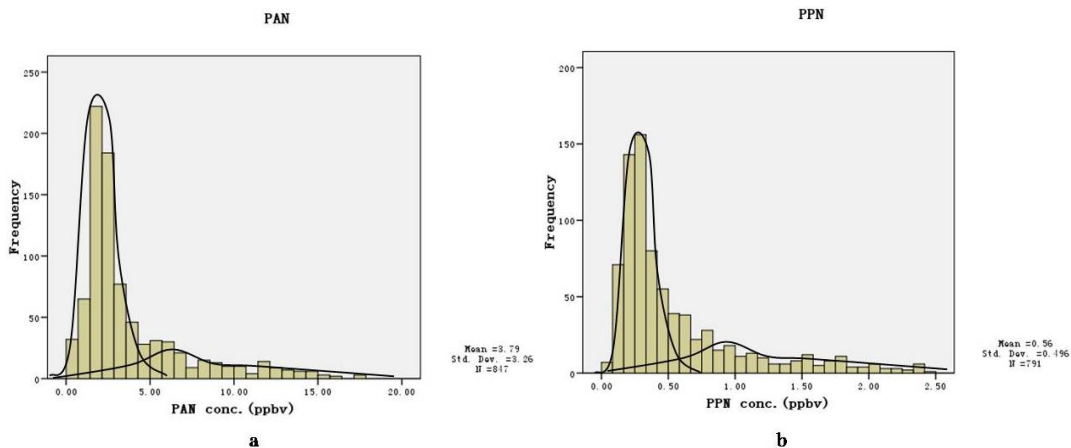 PAN
250
200
150
100
50
0
Frequency
0.00 5.00 10.00 15.00 20.00
PAN conc.(ppbv)
Mean =3.79
Std. Dev. =3.26
N =847
a
PPN
200
150
100
50
0
Frequency
0.00 0.50 1.00 1.50 2.00 2.50
PPN conc.(ppbv)
Mean =0.56
Std. Dev. =0.496
N =791
b